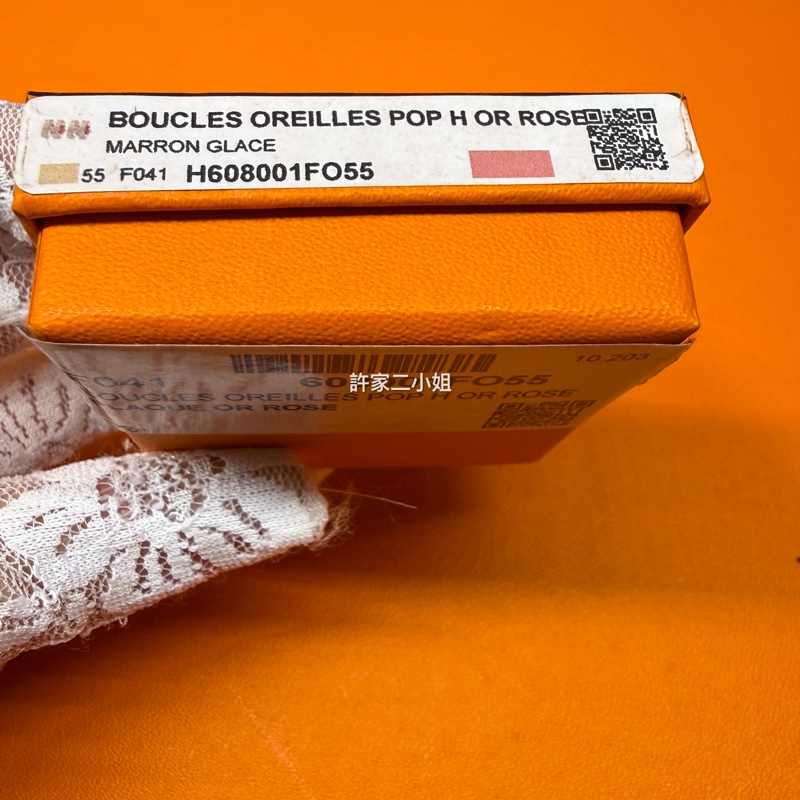 BOUCLES OREILLES POP H OR ROSE
MARRON GLACE
55 F041 H608001FO55
10 203
F041
FO55
許家二小姐
BOUCLES OREILLES POP H OR ROSE
LAQUE OR ROSE